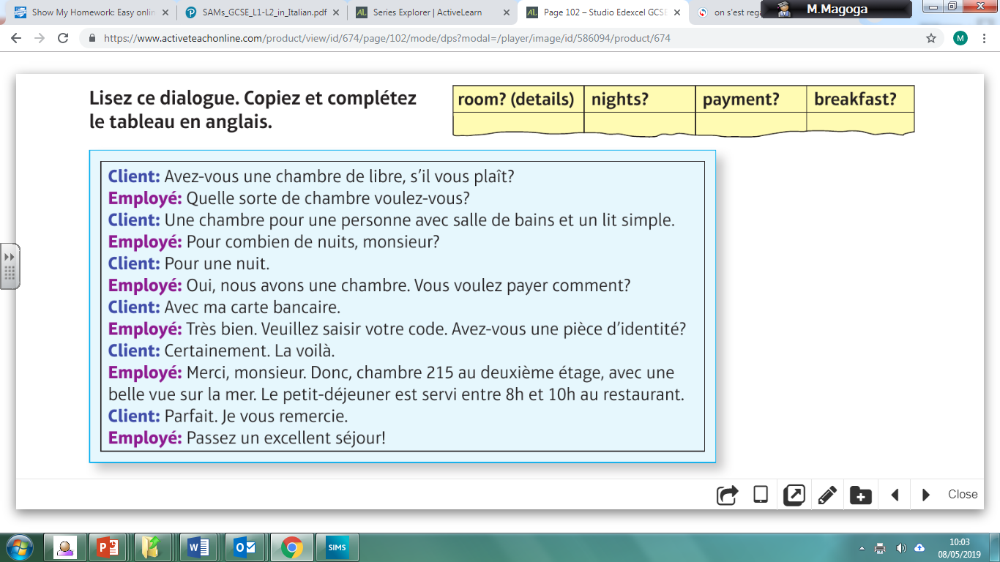 Show My Homework: Easy onlin
SAMs_GCSE_L1-L2_in_Italian.pdf
Series Explorer | ActiveLearn
Page 102 – Studio Edexcel GCSE
on s'est reg
M.Magoga
https://www.activeteachonline.com/product/view/id/674/page/102/mode/dps?modal=/player/image/id/586094/product/674
M
Lisez ce dialogue. Copiez et complétez
le tableau en anglais.
room? (details) nights? payment? breakfast?
Client: Avez-vous une chambre de libre, s’il vous plaît?
Employé: Quelle sorte de chambre voulez-vous?
Client: Une chambre pour une personne avec salle de bains et un lit simple.
Employé: Pour combien de nuits, monsieur?
Client: Pour une nuit.
Employé: Oui, nous avons une chambre. Vous voulez payer comment?
Client: Avec ma carte bancaire.
Employé: Très bien. Veuillez saisir votre code. Avez-vous une pièce d’identité?
Client: Certainement. La voilà.
Employé: Merci, monsieur. Donc, chambre 215 au deuxième étage, avec une
belle vue sur la mer. Le petit-déjeuner est servi entre 8h et 10h au restaurant.
Client: Parfait. Je vous remercie.
Employé: Passez un excellent séjour!
Close
SIMS
10:03
08/05/2019